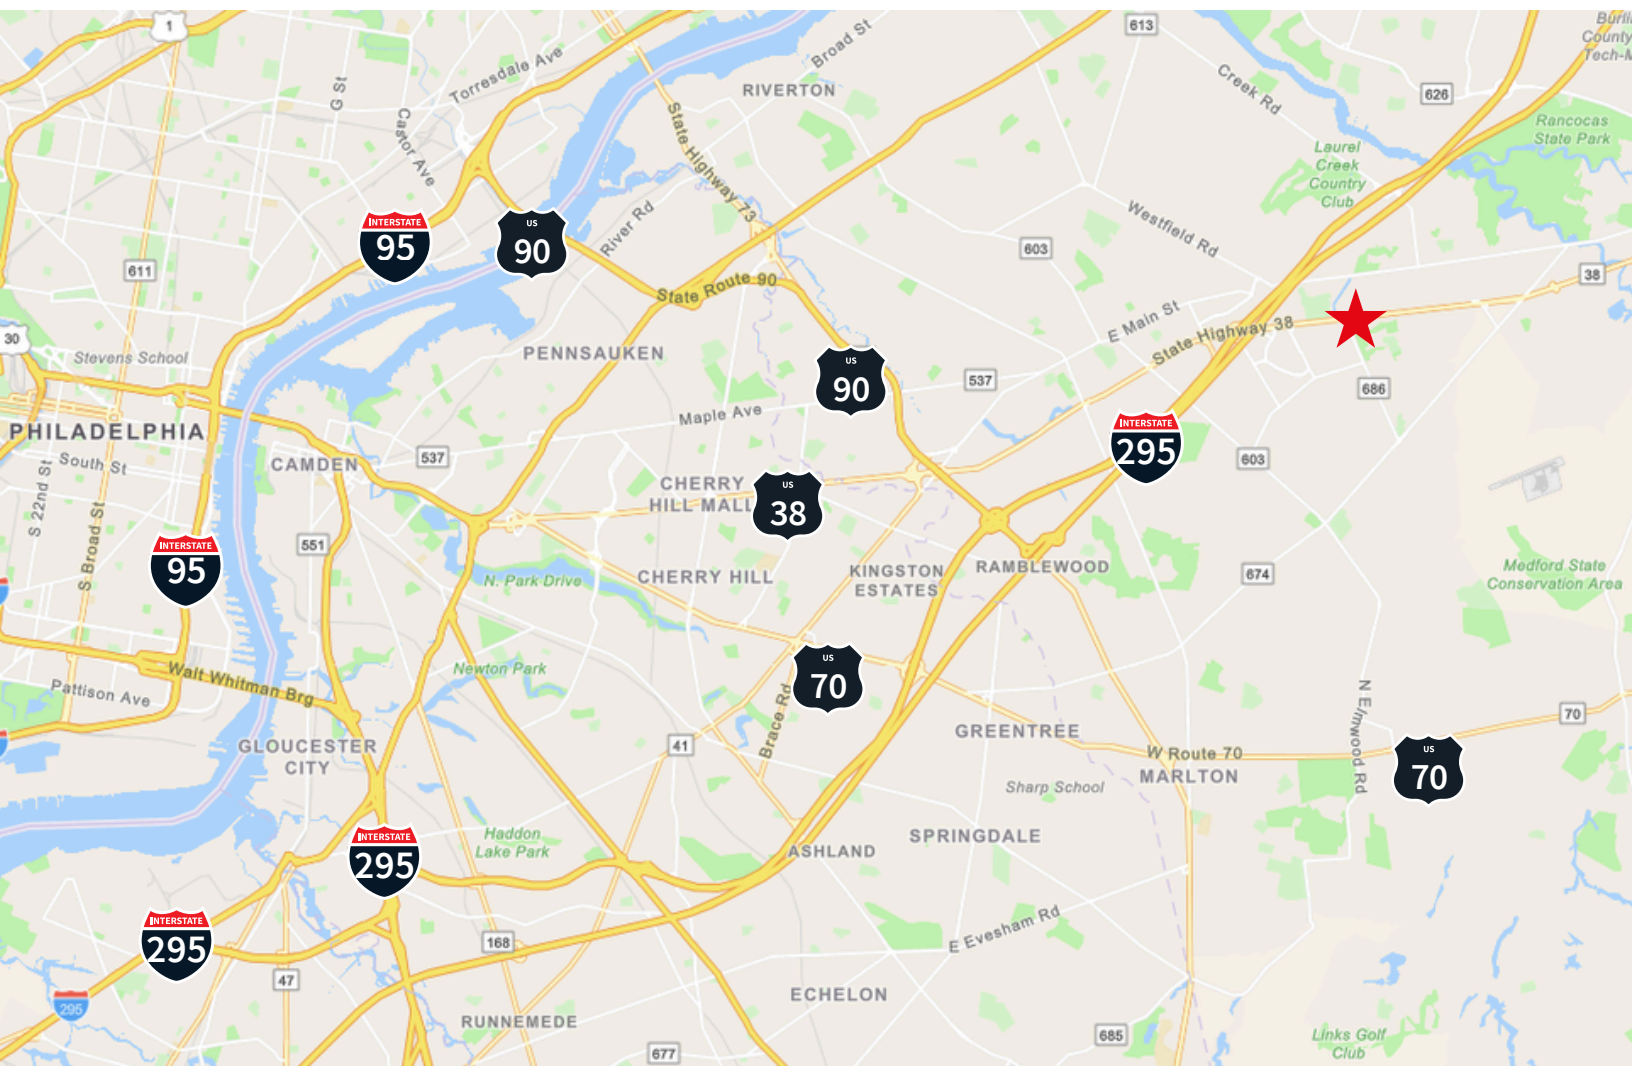 1
613
Burli
County
Tech-M
Broad St
Torresdale Ave
RIVERTON
Creek Rd
626
G St
Castor Ave
State Highway 73
Rancocas
State Park
Laurel
Creek
Country
Club
INTERSTATE
95
US
90
River Rd
Westfield Rd
603
611
38
State Route 90
E Main St
State Highway 38
30
Stevens School
PENNSAUKEN
US
90
537
686
Maple Ave
PHILADELPHIA
INTERSTATE
295
South St
CAMDEN
537
603
S 22nd St
CHERRY
HILL MALL
US
38
S Broad St
551
INTERSTATE
95
N. Park Drive
CHERRY HILL
KINGSTON
ESTATES
RAMBLEWOOD
674
Medford State
Conservation Area
Newton Park
US
70
Walt Whitman Brg
Pattison Ave
Brace Rd
N Elmwood Rd
70
GLOUCESTER
CITY
41
GREENTREE
W Route 70
MARLTON
US
70
Sharp School
Haddon
Lake Park
INTERSTATE
295
SPRINGDALE
ASHLAND
INTERSTATE
295
168
E Evesham Rd
47
295
ECHELON
RUNNEMEDE
677
685
Links Golf
Club